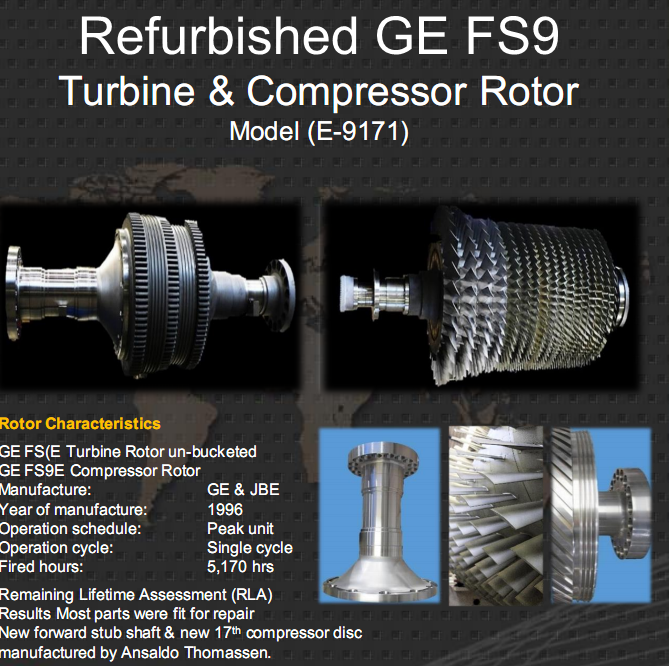 Refurbished GE FS9
Turbine & Compressor Rotor
Model (E-9171)
Rotor Characteristics
GE FS(E Turbine Rotor un-bucketed
GE FS9E Compressor Rotor
Manufacture: GE & JBE
Year of manufacture: 1996
Operation schedule: Peak unit
Operation cycle: Single cycle
Fired hours: 5,170 hrs
Remaining Lifetime Assessment (RLA)
Results Most parts were fit for repair
New forward stub shaft & new 17th compressor disc
manufactured by Ansaldo Thomassen.